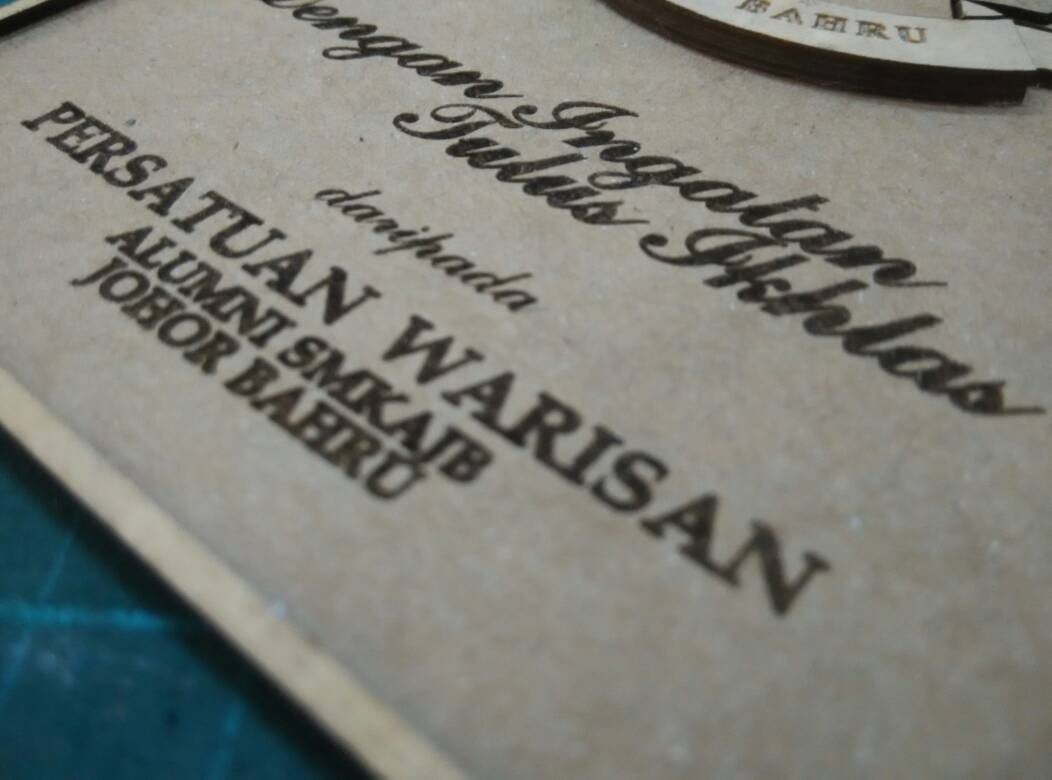 BAHRU
Dengan Ingatan
Tulus Ikhlas
daripada
PERSATUAN WARISAN
ALUMNI SMKAJB
JOHOR BAHRU